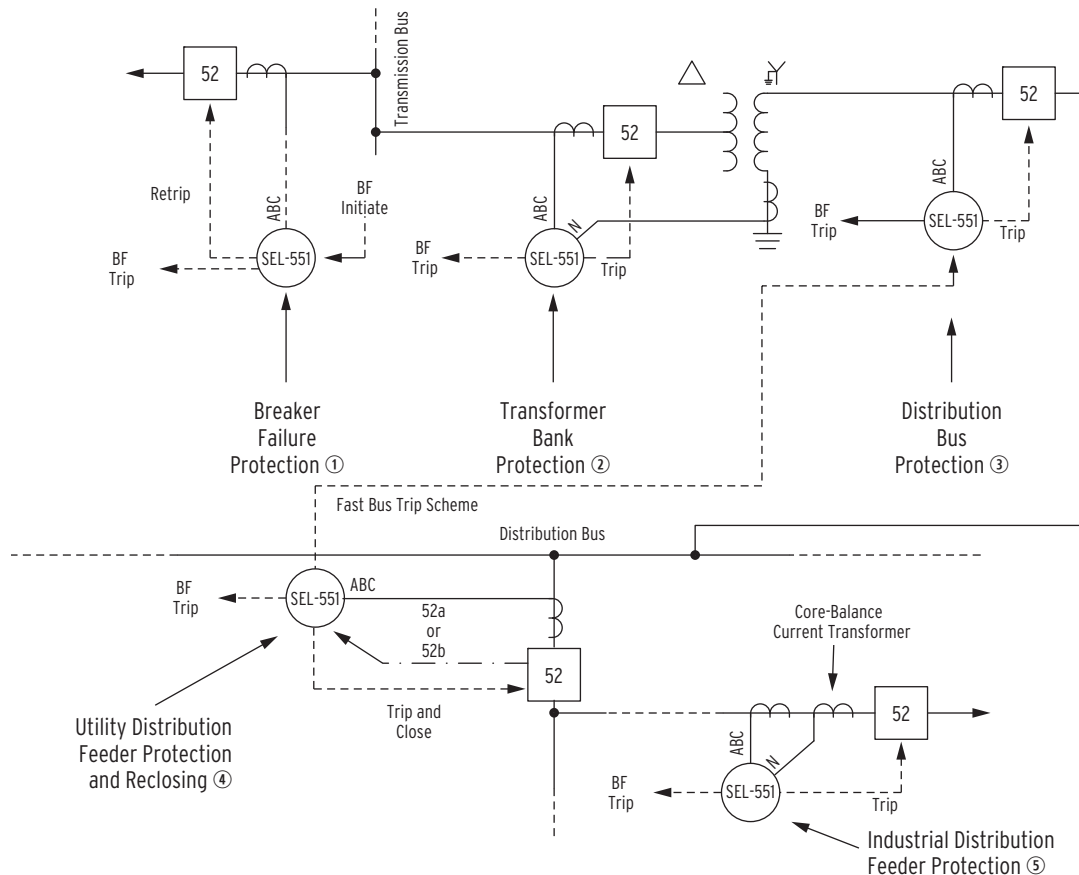 Transmission Bus
52
52
52
Retrip
ABC
BF
Initiate
ABC
N
ABC
BF
Trip
SEL-551
BF
Trip
SEL-551
Trip
BF
Trip
SEL-551
Trip
Breaker
Failure
Protection ①
Transformer
Bank
Protection ②
Distribution
Bus
Protection ③
Fast Bus Trip Scheme
Distribution Bus
BF
Trip
SEL-551
ABC
52a
or
52b
52
Trip and
Close
Core-Balance
Current Transformer
52
Utility Distribution
Feeder Protection
and Reclosing ④
ABC
N
BF
Trip
SEL-551
Trip
Industrial Distribution
Feeder Protection ⑤